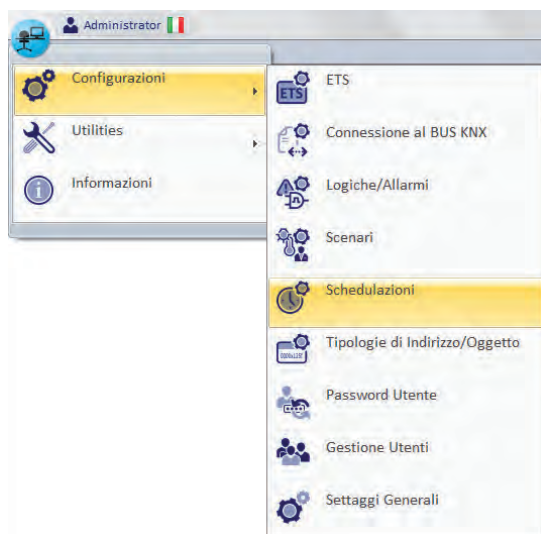 Administrator
Configurazioni
Utilities
Informazioni
ETS
ETS
Connessione al BUS KNX
Logiche/Allarmi
Scenari
Schedulazioni
Tipologie di Indirizzo/Oggetto
Password Utente
Gestione Utenti
Settaggi Generali